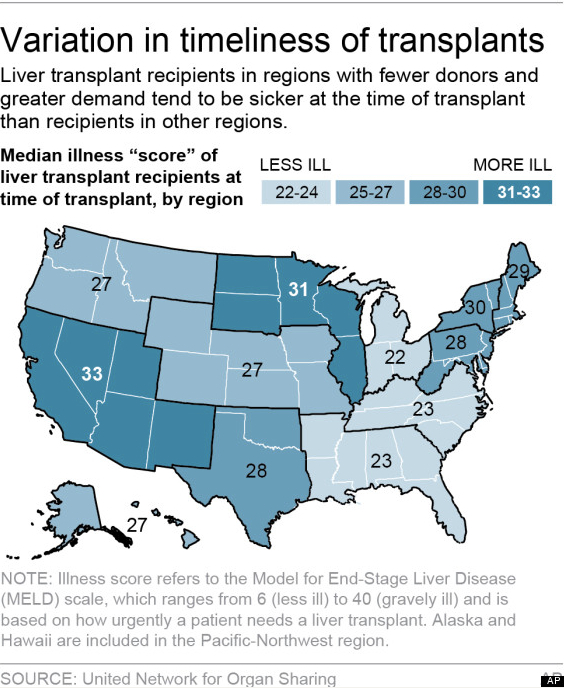 Variation in timeliness of transplants
Liver transplant recipients in regions with fewer donors and
greater demand tend to be sicker at the time of transplant
than recipients in other regions.
Median illness “score” of
liver transplant recipients at
time of transplant, by region
LESS ILL MORE ILL
22-24 25-27 28-30 31-33
29
27
31
30
28
22
27
33
23
23
28
27
NOTE: Illness score refers to the Model for End-Stage Liver Disease
(MELD) scale, which ranges from 6 (less ill) to 40 (gravely ill) and is
based on how urgently a patient needs a liver transplant. Alaska and
Hawaii are included in the Pacific-Northwest region.
SOURCE: United Network for Organ Sharing
AP
AP